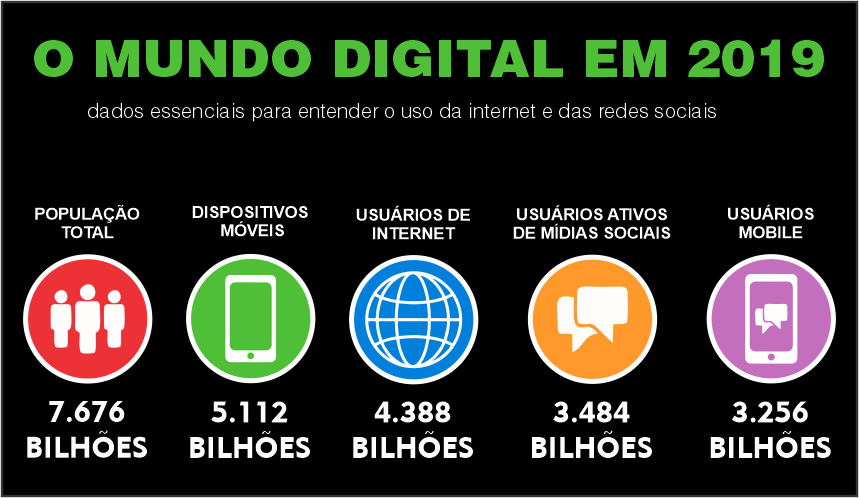 O MUNDO DIGITAL EM 2019
dados essenciais para entender o uso da internet e das redes sociais
POPULAÇÃO
TOTAL
DISPOSITIVOS
MÓVEIS
USUÁRIOS DE
INTERNET
USUÁRIOS ATIVOS
DE MÍDIAS SOCIAIS
USUÁRIOS
MOBILE
7.676
BILHÕES
5.112
BILHÕES
4.388
BILHÕES
3.484
BILHÕES
3.256
BILHÕES